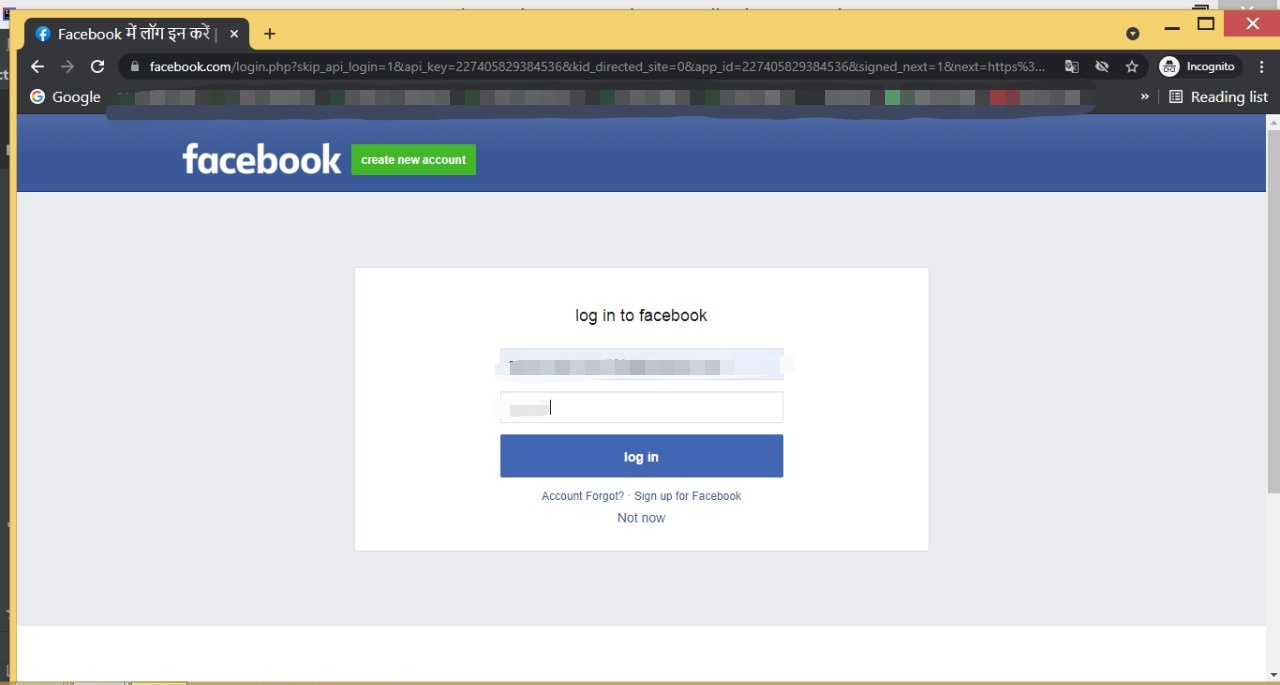 Facebook में लॉग इन करें |
facebook.com/login.php?skip_api_login=1&api_key=227405829384536&kid_directed_site=0&app_id=227405829384536&signed_next=1&next=https%3...
Incognito
Google
» Reading list
facebook create new account
log in to facebook
log in
Account Forgot? · Sign up for Facebook
Not now